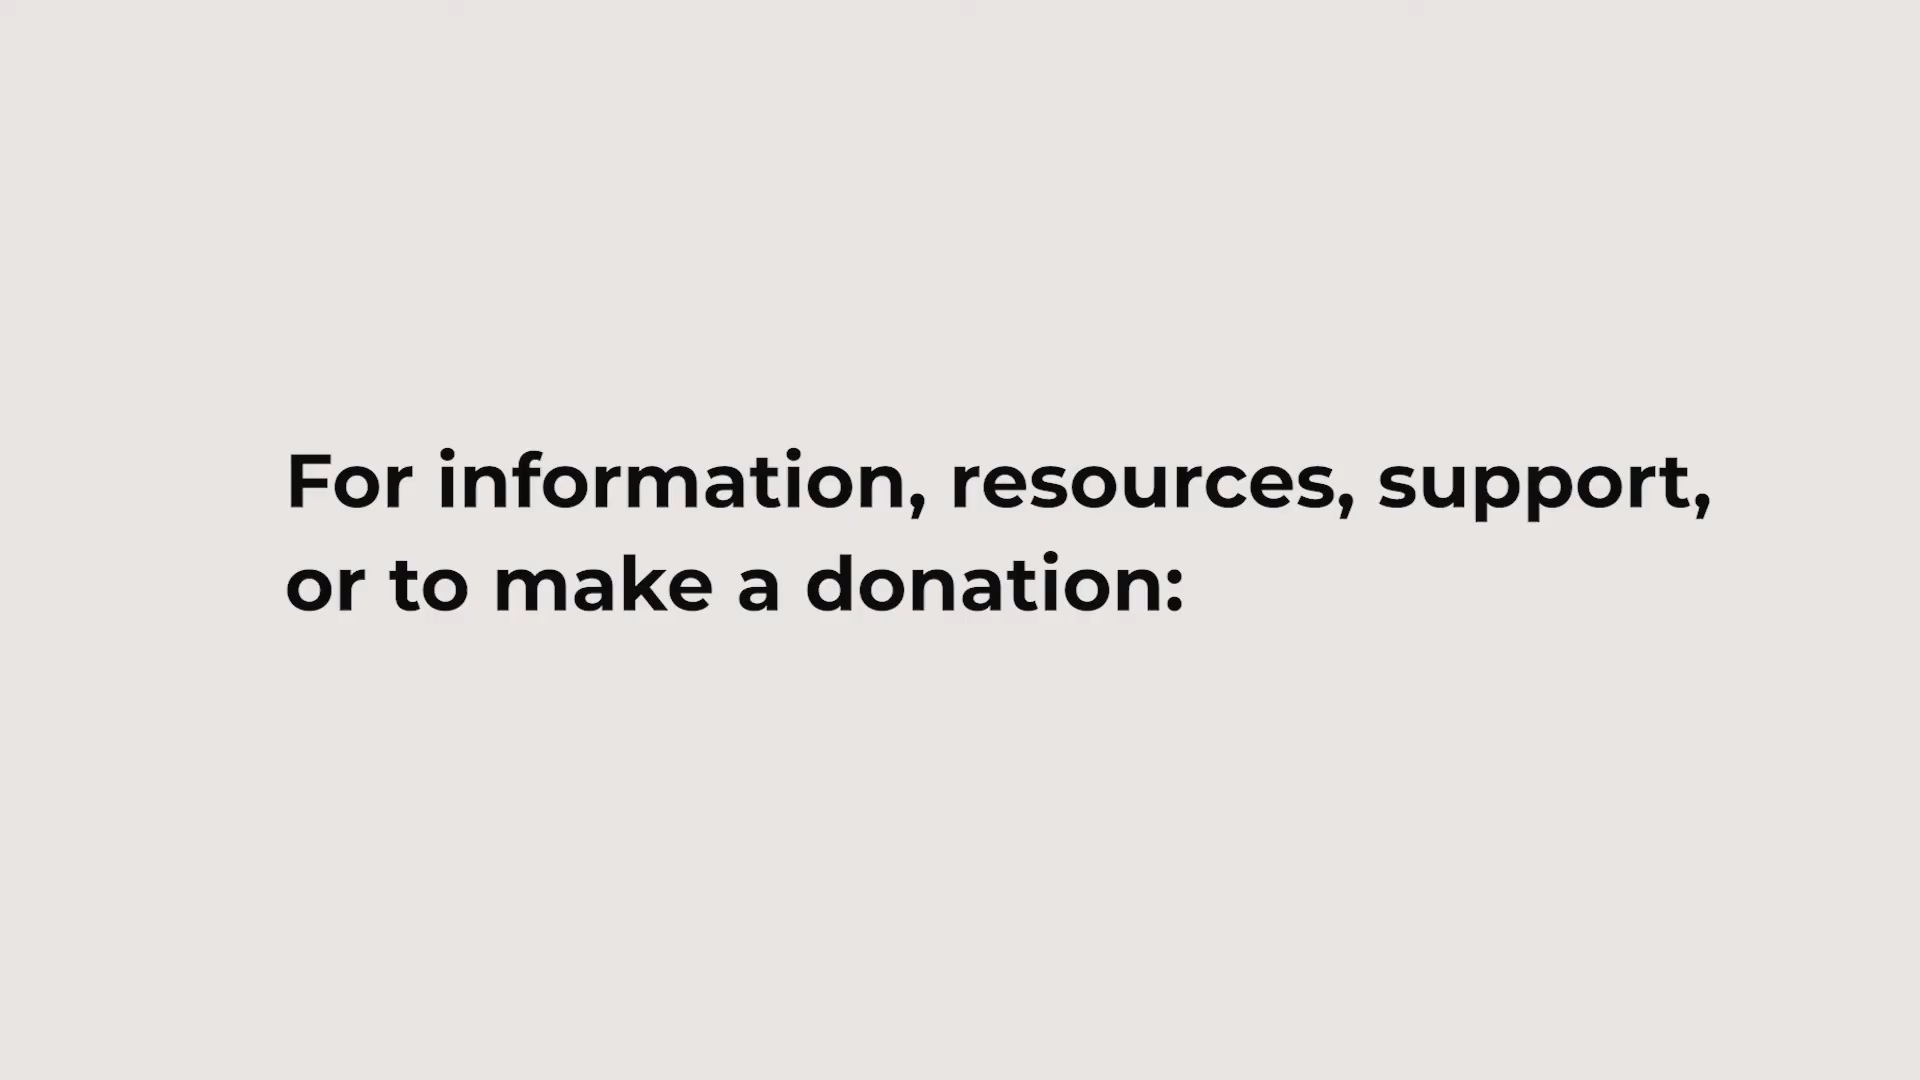 For information, resources, support,
or to make a donation: